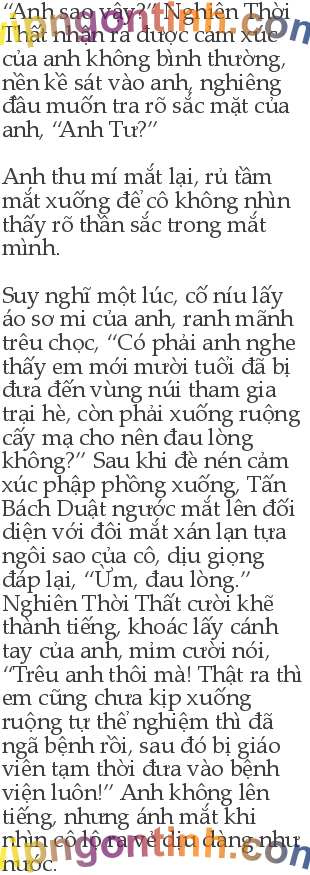 “Anh sao vậy?” Nghiên Thời
Thất nhận ra được cảm xúc
của anh không bình thường,
nền kề sát vào anh, nghiêng
đầu muốn tra rõ sắc mặt của
anh, “Anh Tư?”
Anh thu mí mắt lại, rủ tầm
mắt xuống để cô không nhìn
thấy rõ thần sắc trong mắt
mình.
Suy nghĩ một lúc, cố níu lấy
áo sơ mi của anh, ranh mãnh
trêu chọc, “Có phải anh nghe
thấy em mới mười tuổi đã bị
đưa đến vùng núi tham gia
trại hè, còn phải xuống ruộng
cấy mạ cho nên đau lòng
không?” Sau khi đè nén cảm
xúc phập phồng xuống, Tấn
Bách Duật ngước mắt lên đối
diện với đôi mắt xán lạn tựa
ngôi sao của cô, dịu giọng
đáp lại, “Ừm, đau lòng.”
Nghiên Thời Thất cười khẽ
thành tiếng, khoác lấy cánh
tay của anh, mỉm cười nói,
“Trêu anh thôi mà! Thật ra thì
em cũng chưa kịp xuống
ruộng tự thể nghiệm thì đã
ngã bệnh rồi, sau đó bị giáo
viên tạm thời đưa vào bệnh
viện luôn!” Anh không lên
tiếng, nhưng ánh mắt khi
nhìn cô lộ ra vẻ dịu dàng như
nước.
vipngontinh.com